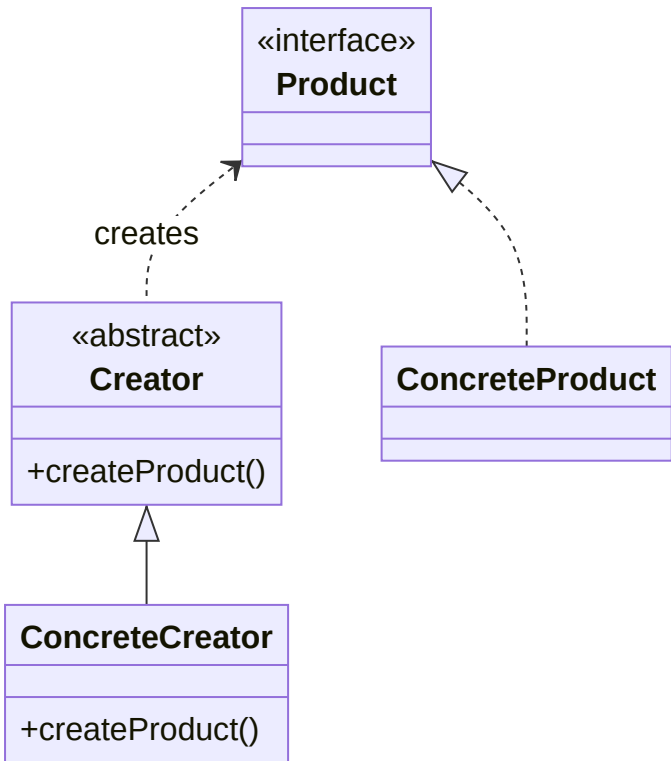 «interface»
Product
creates
«abstract»
Creator
+createProduct()
ConcreteProduct
ConcreteCreator
+createProduct()